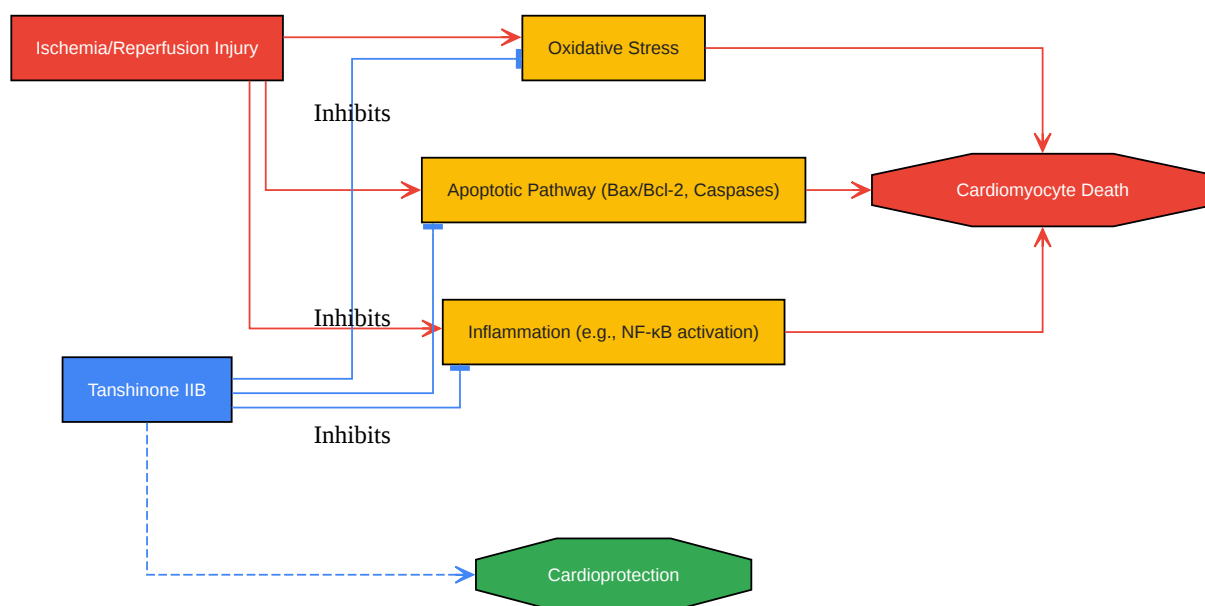 Ischemia/Reperfusion Injury
Oxidative Stress
Inhibits
Apoptotic Pathway (Bax/Bcl-2, Caspases)
Cardiomyocyte Death
Inhibits
Inflammation (e.g., NF-κB activation)
Tanshinone IIB
Inhibits
Cardioprotection